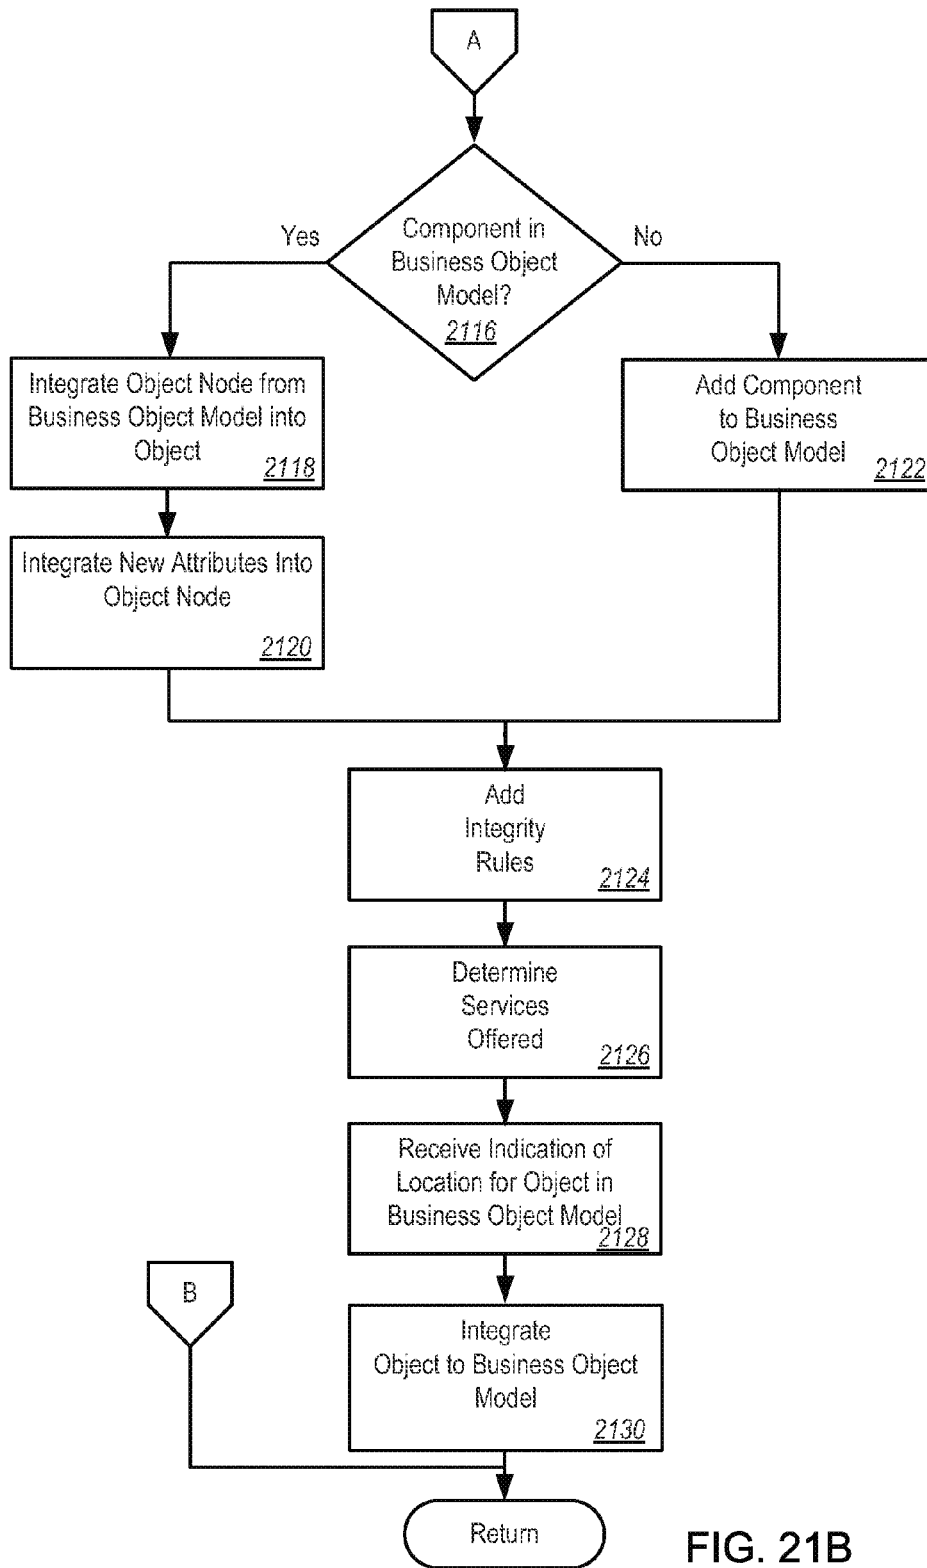 A
Yes
Component in
Business Object
Model?
2116
No
Integrate Object Node from
Business Object Model into
Object
2118
Add Component
to Business
Object Model
2122
Integrate New Attributes Into
Object Node
2120
Add
Integrity
Rules
2124
Determine
Services
Offered
2126
Receive Indication of
Location for Object in
Business Object Model
2128
B
Integrate
Object to Business Object
Model
2130
Return
FIG. 21B